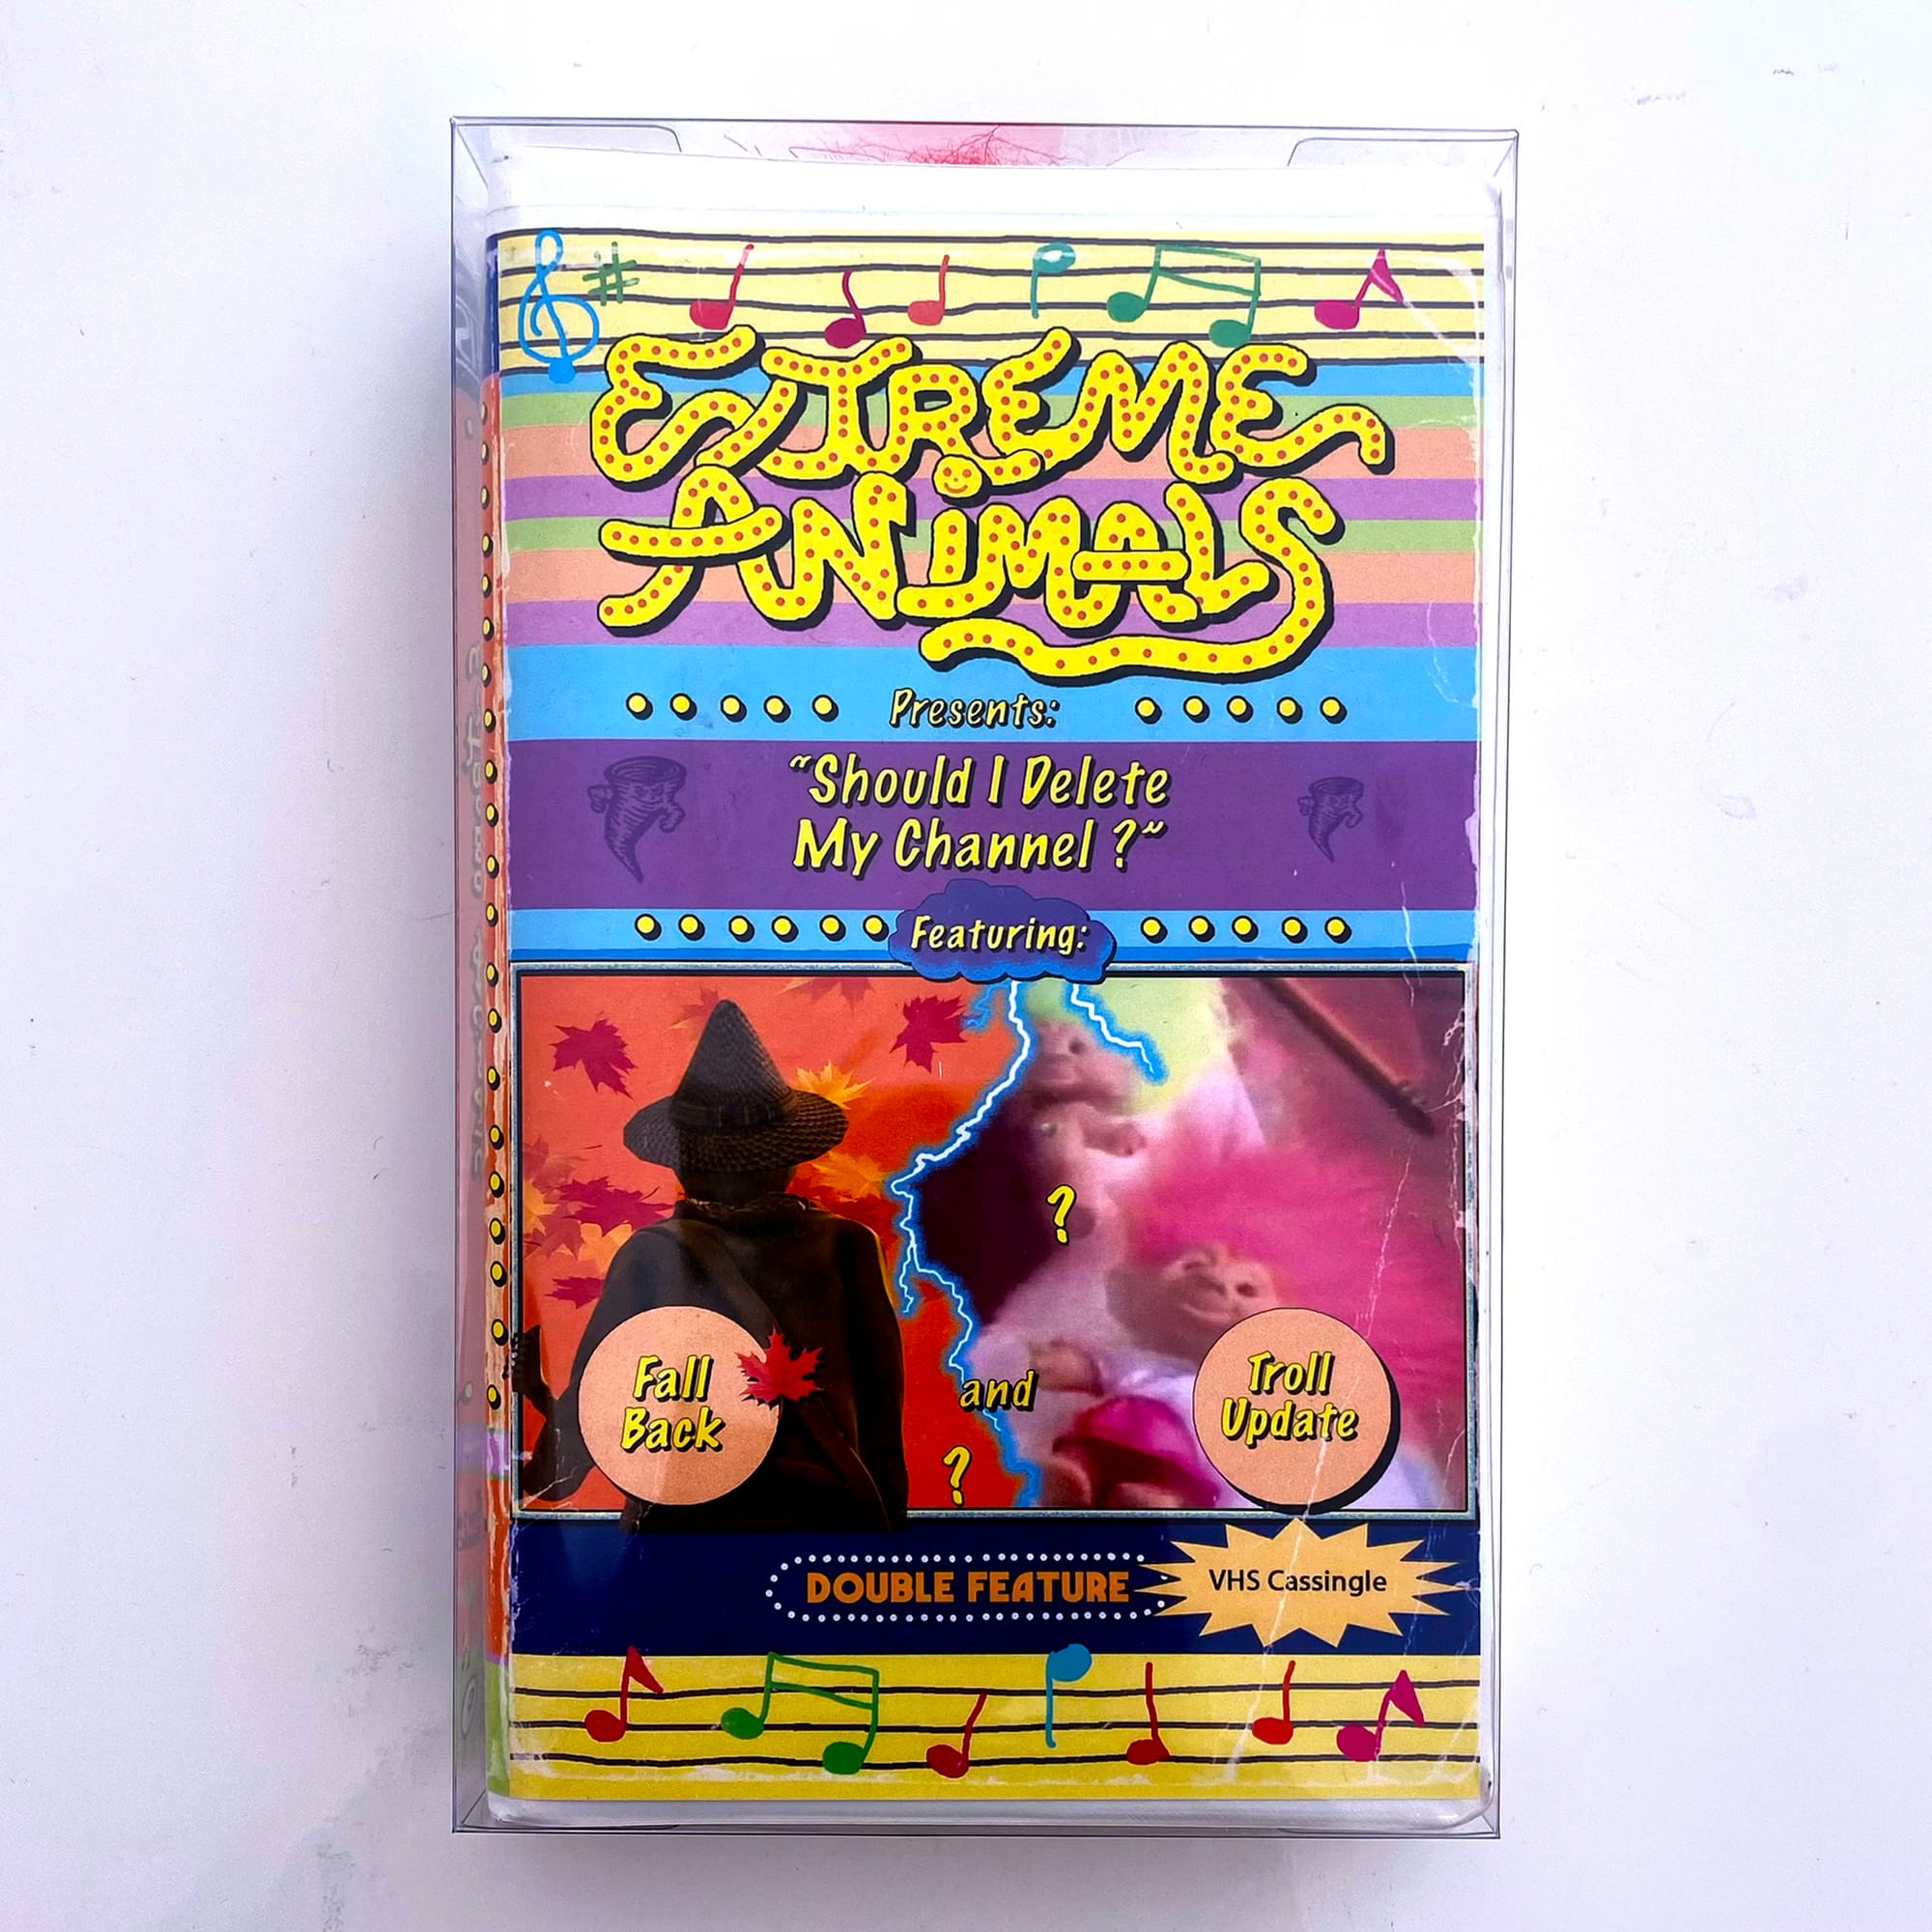 EXTREME
ANiMALS
Presents:
"Should I Delete
My Channel ?"
Featuring:
?
Fall
Back
and
Troll
Update
?
DOUBLE FEATURE
VHS Cassingle